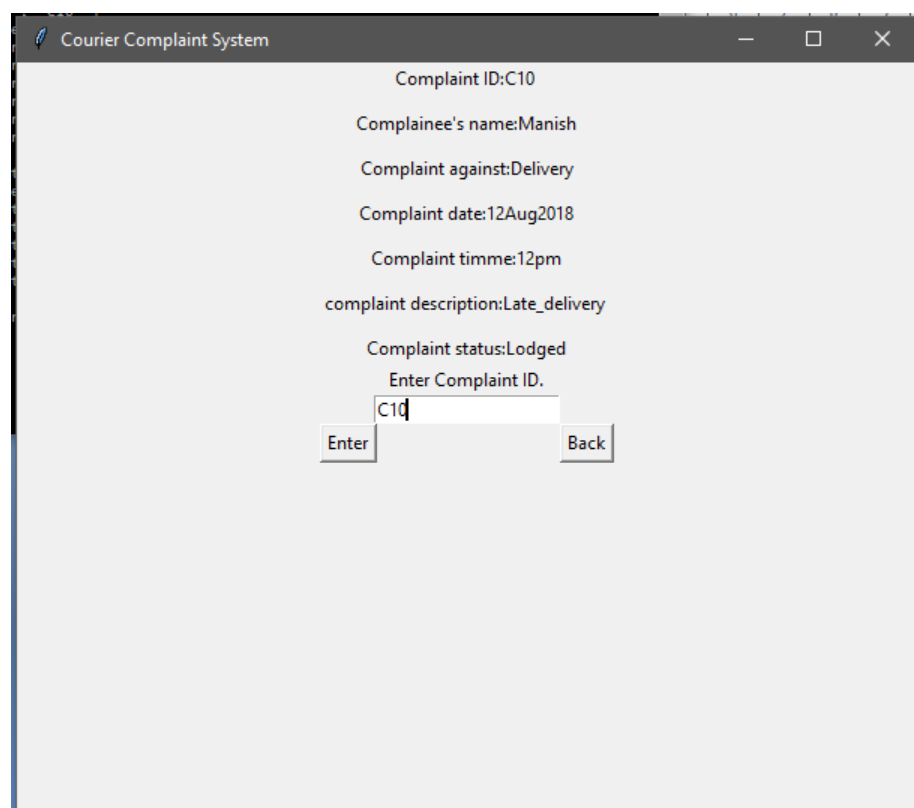 Courier Complaint System
Complaint ID:C10
Complainee's name:Manish
Complaint against:Delivery
Complaint date:12Aug2018
Complaint timme:12pm
complaint description:Late_delivery
Complaint status:Lodged
Enter Complaint ID.
C10
Enter Back